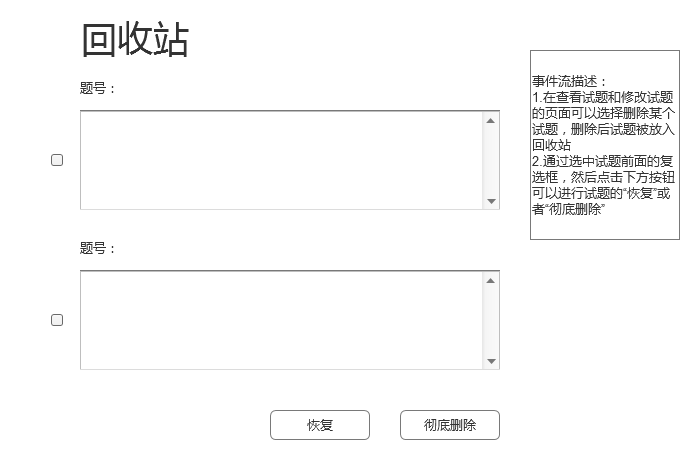 回收站
题号：
题号：
恢复
彻底删除
事件流描述：
1.在查看试题和修改试题
的页面可以选择删除某个
试题，删除后试题被放入
回收站
2.通过选中试题前面的复
选框，然后点击下方按钮
可以进行试题的“恢复”或
者“彻底删除”